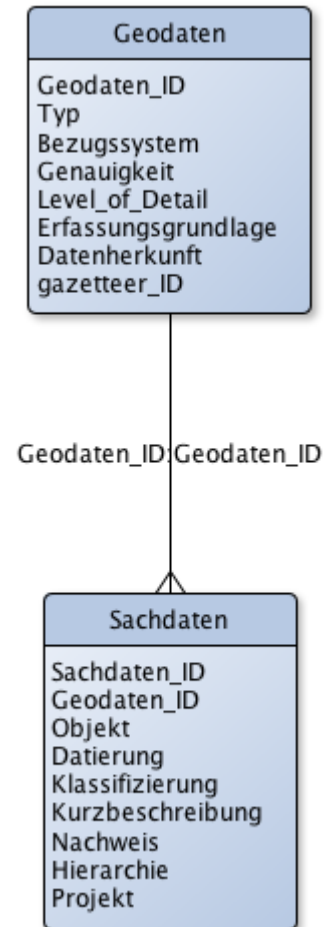 Geodaten
Geodaten_ID
Typ
Bezugssystem
Genauigkeit
Level_of_Detail
Erfassungsgrundlage
Datenherkunft
gazetteer_ID
Geodaten_ID:Geodaten_ID
Sachdaten
Sachdaten_ID
Geodaten_ID
Objekt
Datierung
Klassifizierung
Kurzbeschreibung
Nachweis
Hierarchie
Projekt